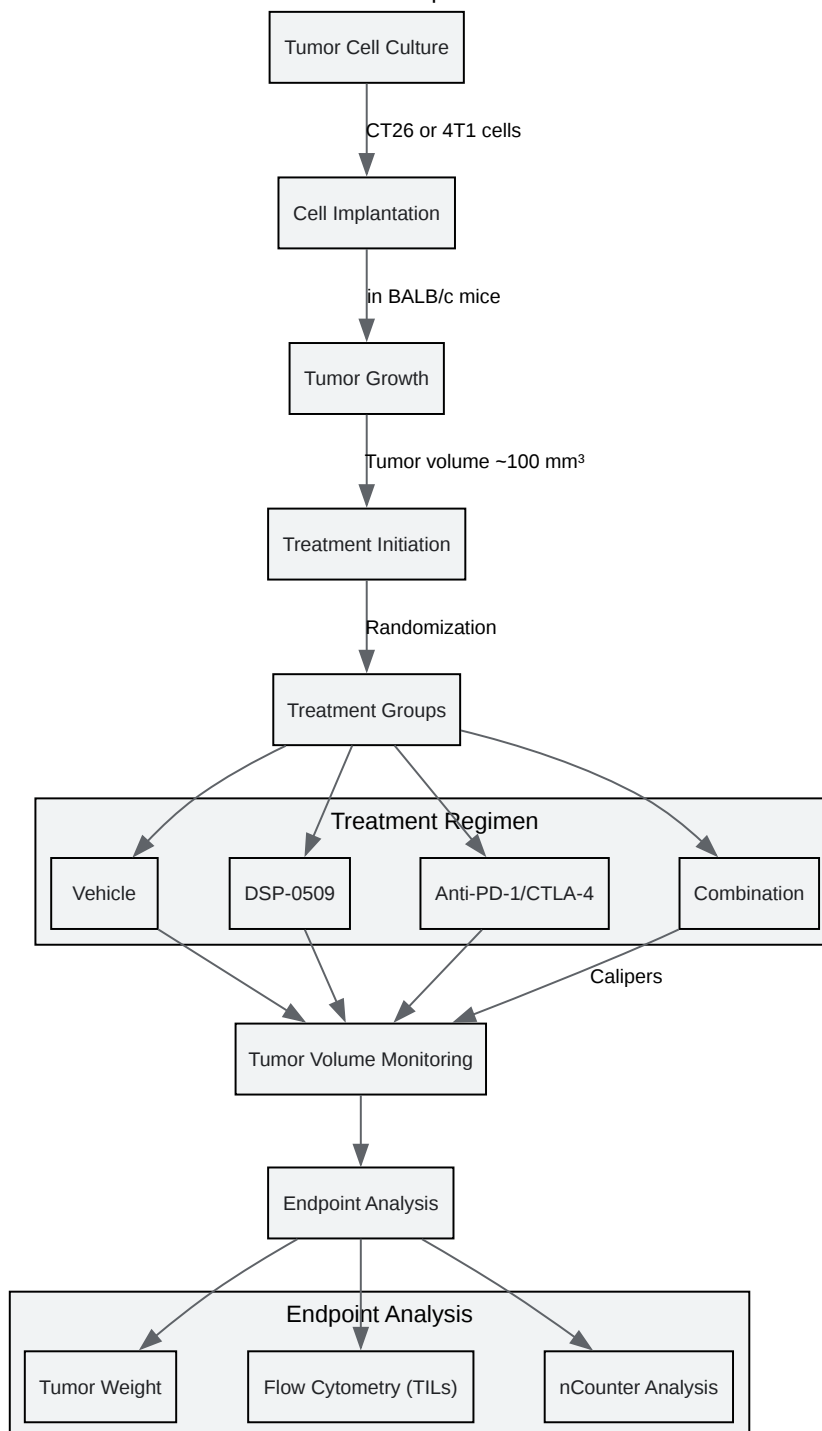 Tumor Cell Culture
CT26 or 4T1 cells
Cell Implantation
in BALB/c mice
Tumor Growth
Tumor volume ~100 mm³
Treatment Initiation
Randomization
Treatment Groups
Treatment Regimen
Vehicle
DSP-0509
Anti-PD-1/CTLA-4
Combination
Calipers
Tumor Volume Monitoring
Endpoint Analysis
Endpoint Analysis
Tumor Weight
Flow Cytometry (TILs)
nCounter Analysis